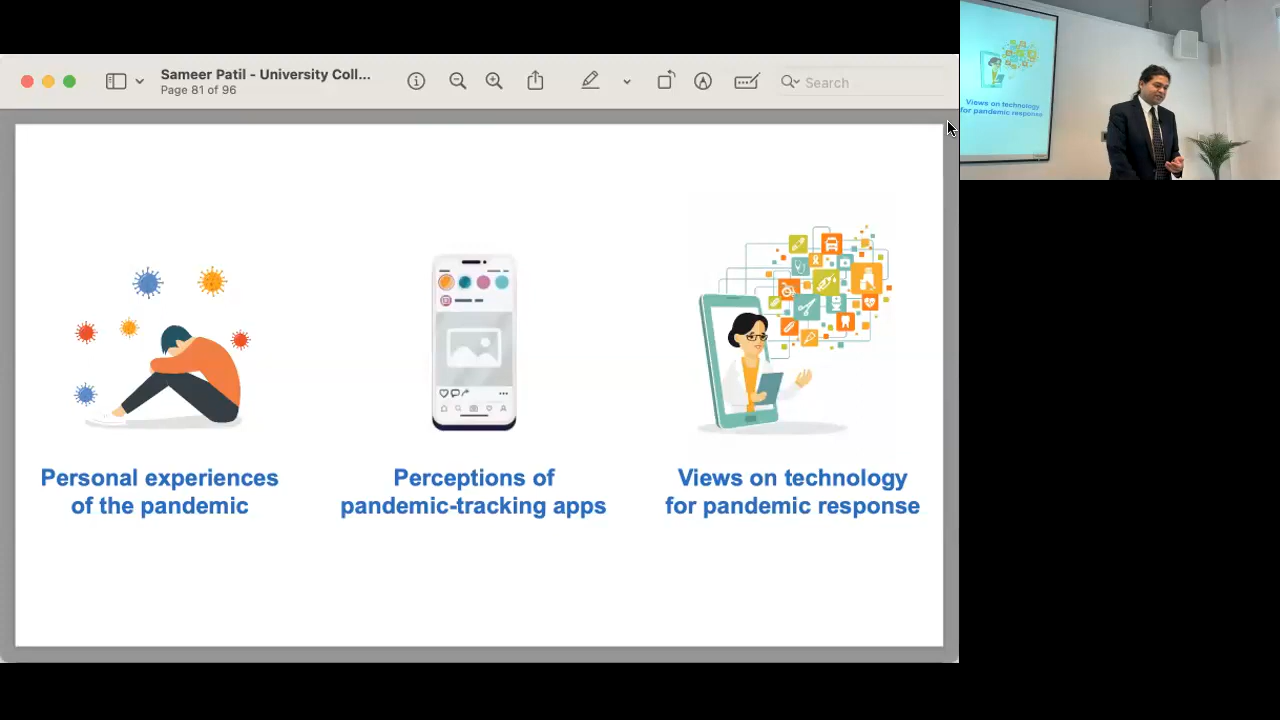 Sameer Patil - University Coll...
Page 81 of 96
Search
Personal experiences
of the pandemic
Perceptions of
pandemic-tracking apps
Views on technology
for pandemic response
Views on technology
for pandemic response